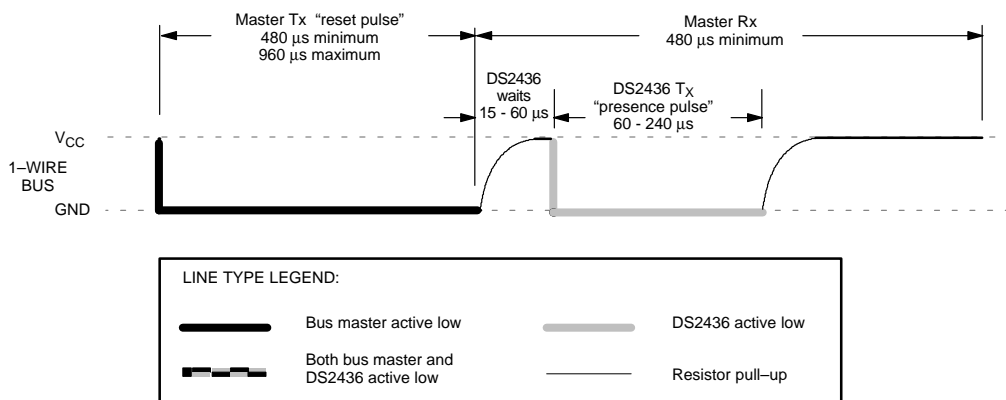 Master Tx “reset pulse”
480 µs minimum
960 µs maximum
Master Rx
480 µs minimum
DS2436
waits
15 - 60 µs
DS2436 TX
“presence pulse”
60 - 240 µs
VCC
1–WIRE
BUS
GND
LINE TYPE LEGEND:
Bus master active low
DS2436 active low
Both bus master and
DS2436 active low
Resistor pull–up